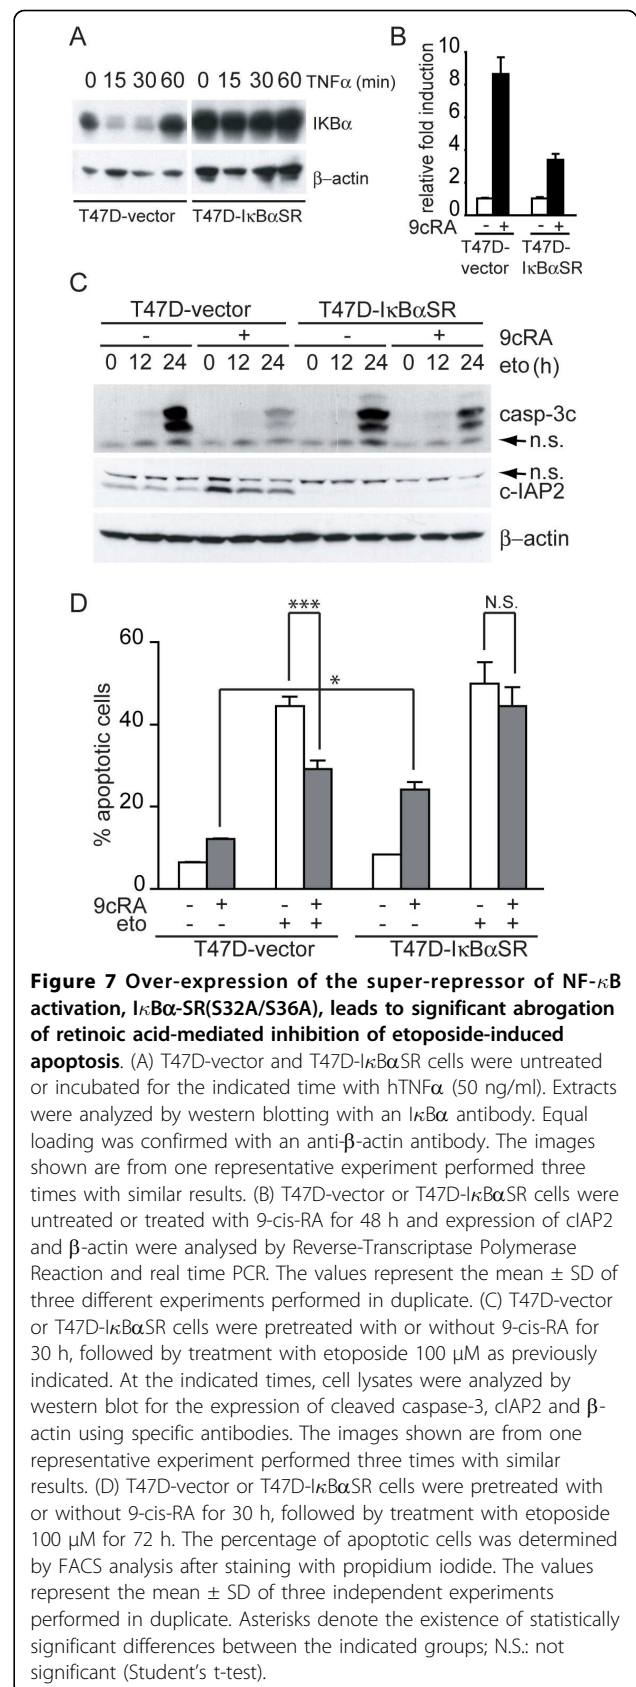 A
0 15 30 60 0 15 30 60 TNFα (min)
IKBα
β–actin
T47D-vector T47D-IκBαSR
B
relative fold induction
10
8
6
4
2
0
9cRA - + - +
T47D- T47D-
vector IκBαSR
C
T47D-vector T47D-IκBαSR
- + - + 9cRA
0 12 24 0 12 24 0 12 24 0 12 24 eto (h)
casp-3c
n.s.
n.s.
c-IAP2
β–actin
D
*** N.S.
*
% apoptotic cells
60
40
20
0
9cRA - + - + - + - +
eto - - + + - - + +
T47D-vector T47D-IκBαSR
Figure 7 Over-expression of the super-repressor of NF-κB
activation, IκBα-SR(S32A/S36A), leads to significant abrogation
of retinoic acid-mediated inhibition of etoposide-induced
apoptosis. (A) T47D-vector and T47D-IκBαSR cells were untreated
or incubated for the indicated time with hTNFα (50 ng/ml). Extracts
were analyzed by western blotting with an IκBα antibody. Equal
loading was confirmed with an anti-β-actin antibody. The images
shown are from one representative experiment performed three
times with similar results. (B) T47D-vector or T47D-IκBαSR cells were
untreated or treated with 9-cis-RA for 48 h and expression of cIAP2
and β-actin were analysed by Reverse-Transcriptase Polymerase
Reaction and real time PCR. The values represent the mean ± SD of
three different experiments performed in duplicate. (C) T47D-vector
or T47D-IκBαSR cells were pretreated with or without 9-cis-RA for
30 h, followed by treatment with etoposide 100 μM as previously
indicated. At the indicated times, cell lysates were analyzed by
western blot for the expression of cleaved caspase-3, cIAP2 and β-
actin using specific antibodies. The images shown are from one
representative experiment performed three times with similar
results. (D) T47D-vector or T47D-IκBαSR cells were pretreated with
or without 9-cis-RA for 30 h, followed by treatment with etoposide
100 μM for 72 h. The percentage of apoptotic cells was determined
by FACS analysis after staining with propidium iodide. The values
represent the mean ± SD of three independent experiments
performed in duplicate. Asterisks denote the existence of statistically
significant differences between the indicated groups; N.S.: not
significant (Student's t-test).